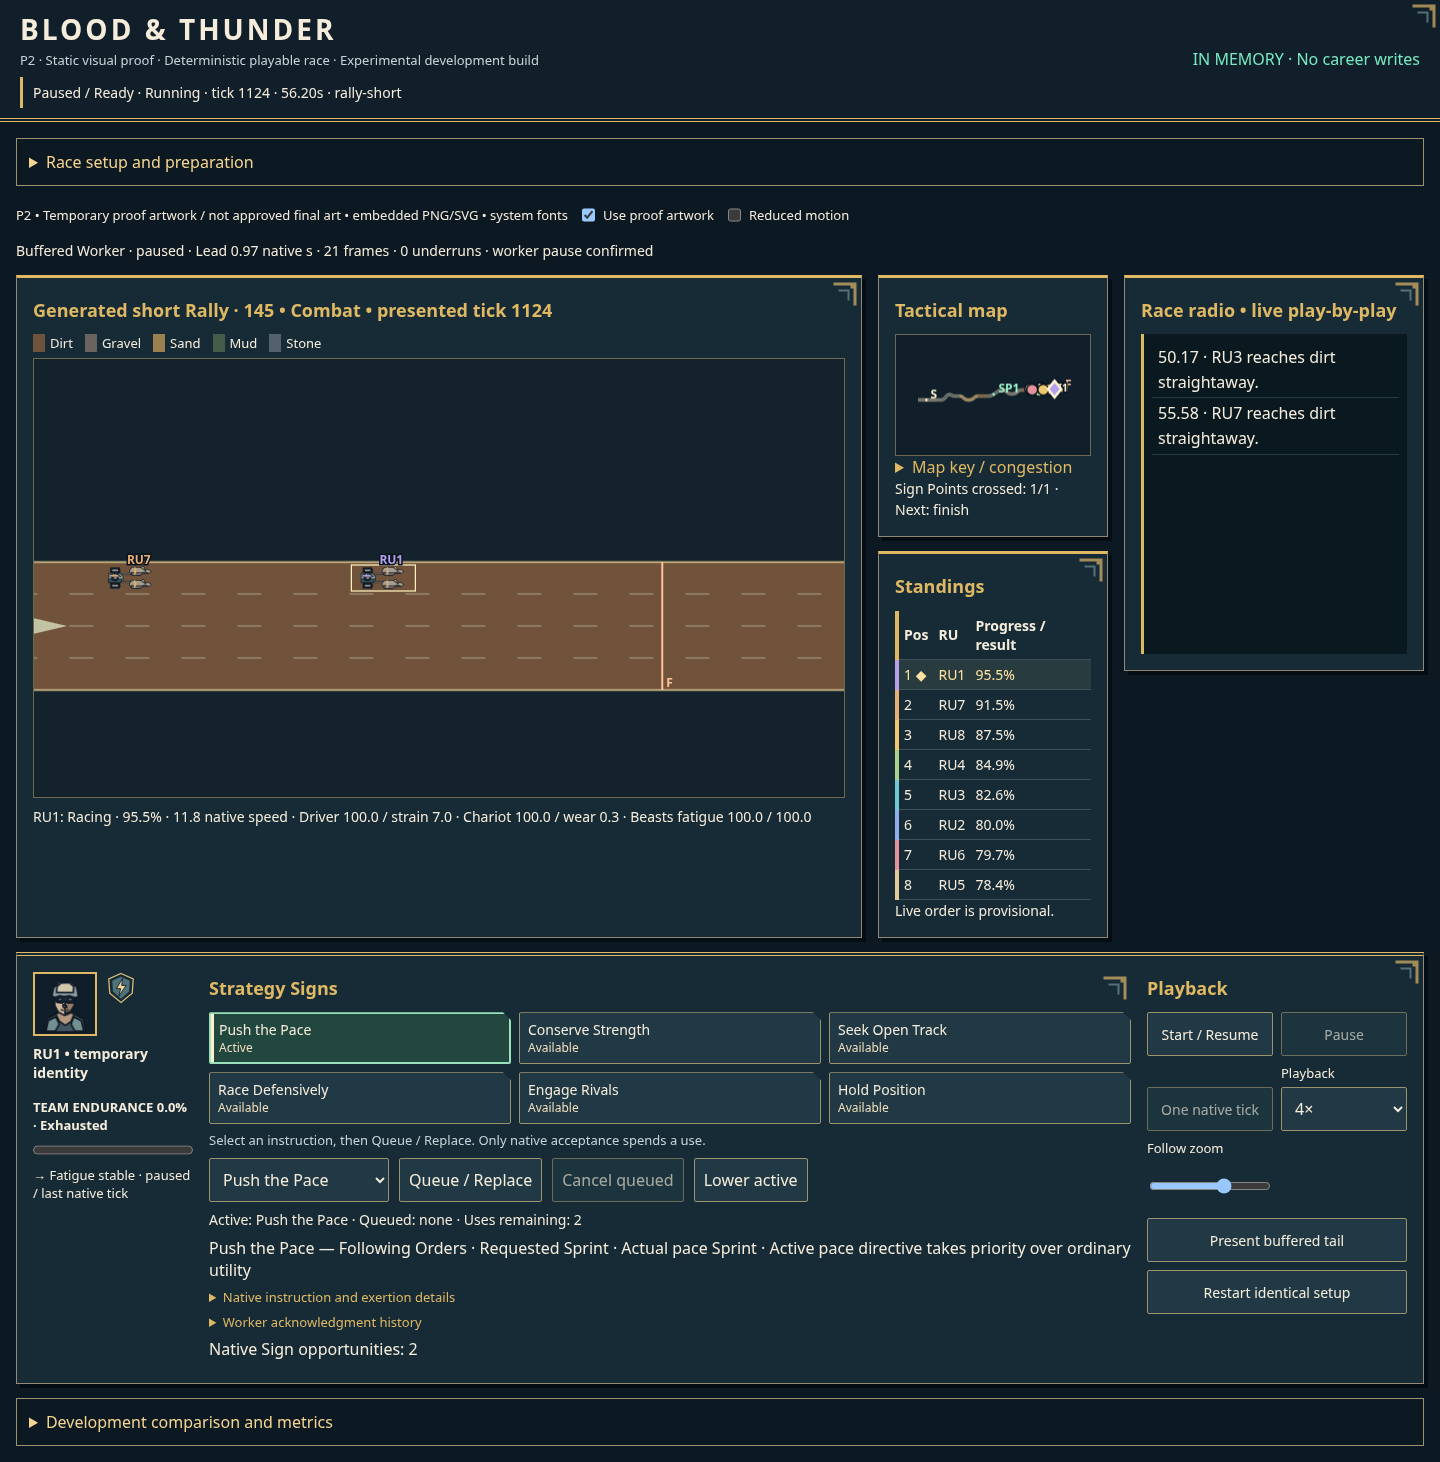 BLOOD & THUNDER
P2 · Static visual proof · Deterministic playable race · Experimental development build
IN MEMORY · No career writes
Paused / Ready · Running · tick 1124 · 56.20s · rally-short
Race setup and preparation
P2 • Temporary proof artwork / not approved final art • embedded PNG/SVG • system fonts
Use proof artwork
Reduced motion
Buffered Worker · paused · Lead 0.97 native s · 21 frames · 0 underruns · worker pause confirmed
Generated short Rally · 145 • Combat • presented tick 1124
Dirt
Gravel
Sand
Mud
Stone
RU7
RU1
F
RU1: Racing · 95.5% · 11.8 native speed · Driver 100.0 / strain 7.0 · Chariot 100.0 / wear 0.3 · Beasts fatigue 100.0 / 100.0
Tactical map
S
SP1
F
Map key / congestion
Sign Points crossed: 1/1 ·
Next: finish
Standings
Pos RU Progress / result
1 ◆ RU1 95.5%
2 RU7 91.5%
3 RU8 87.5%
4 RU4 84.9%
5 RU3 82.6%
6 RU2 80.0%
7 RU6 79.7%
8 RU5 78.4%
Live order is provisional.
Race radio • live play-by-play
50.17 · RU3 reaches dirt
straightaway.
55.58 · RU7 reaches dirt
straightaway.
RU1 • temporary
identity
TEAM ENDURANCE 0.0%
· Exhausted
→ Fatigue stable · paused
/ last native tick
Strategy Signs
Push the Pace
Active
Conserve Strength
Available
Seek Open Track
Available
Race Defensively
Available
Engage Rivals
Available
Hold Position
Available
Select an instruction, then Queue / Replace. Only native acceptance spends a use.
Push the Pace
Queue / Replace
Cancel queued
Lower active
Active: Push the Pace · Queued: none · Uses remaining: 2
Push the Pace — Following Orders · Requested Sprint · Actual pace Sprint · Active pace directive takes priority over ordinary
utility
Native instruction and exertion details
Worker acknowledgment history
Native Sign opportunities: 2
Playback
Start / Resume
Pause
Playback
One native tick
4×
Follow zoom
Present buffered tail
Restart identical setup
Development comparison and metrics